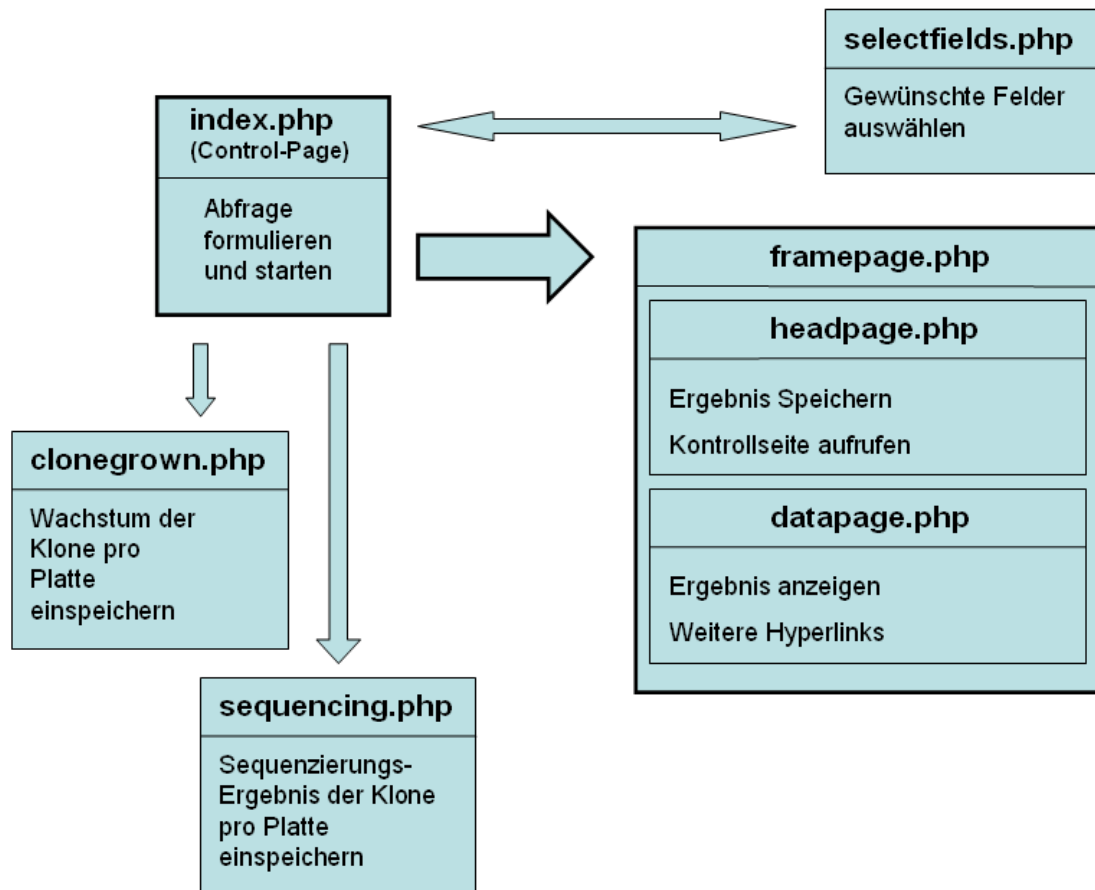 selectfields.php
Gewünschte Felder
auswählen
index.php
(Control-Page)
Abfrage
formulieren
und starten
framepage.php
headpage.php
Ergebnis Speichern
Kontrollseite aufrufen
datapage.php
Ergebnis anzeigen
Weitere Hyperlinks
clonegrown.php
Wachstum der
Klone pro
Platte
einspeichern
sequencing.php
Sequenzierungs-
Ergebnis der Klone
pro Platte
einspeichern